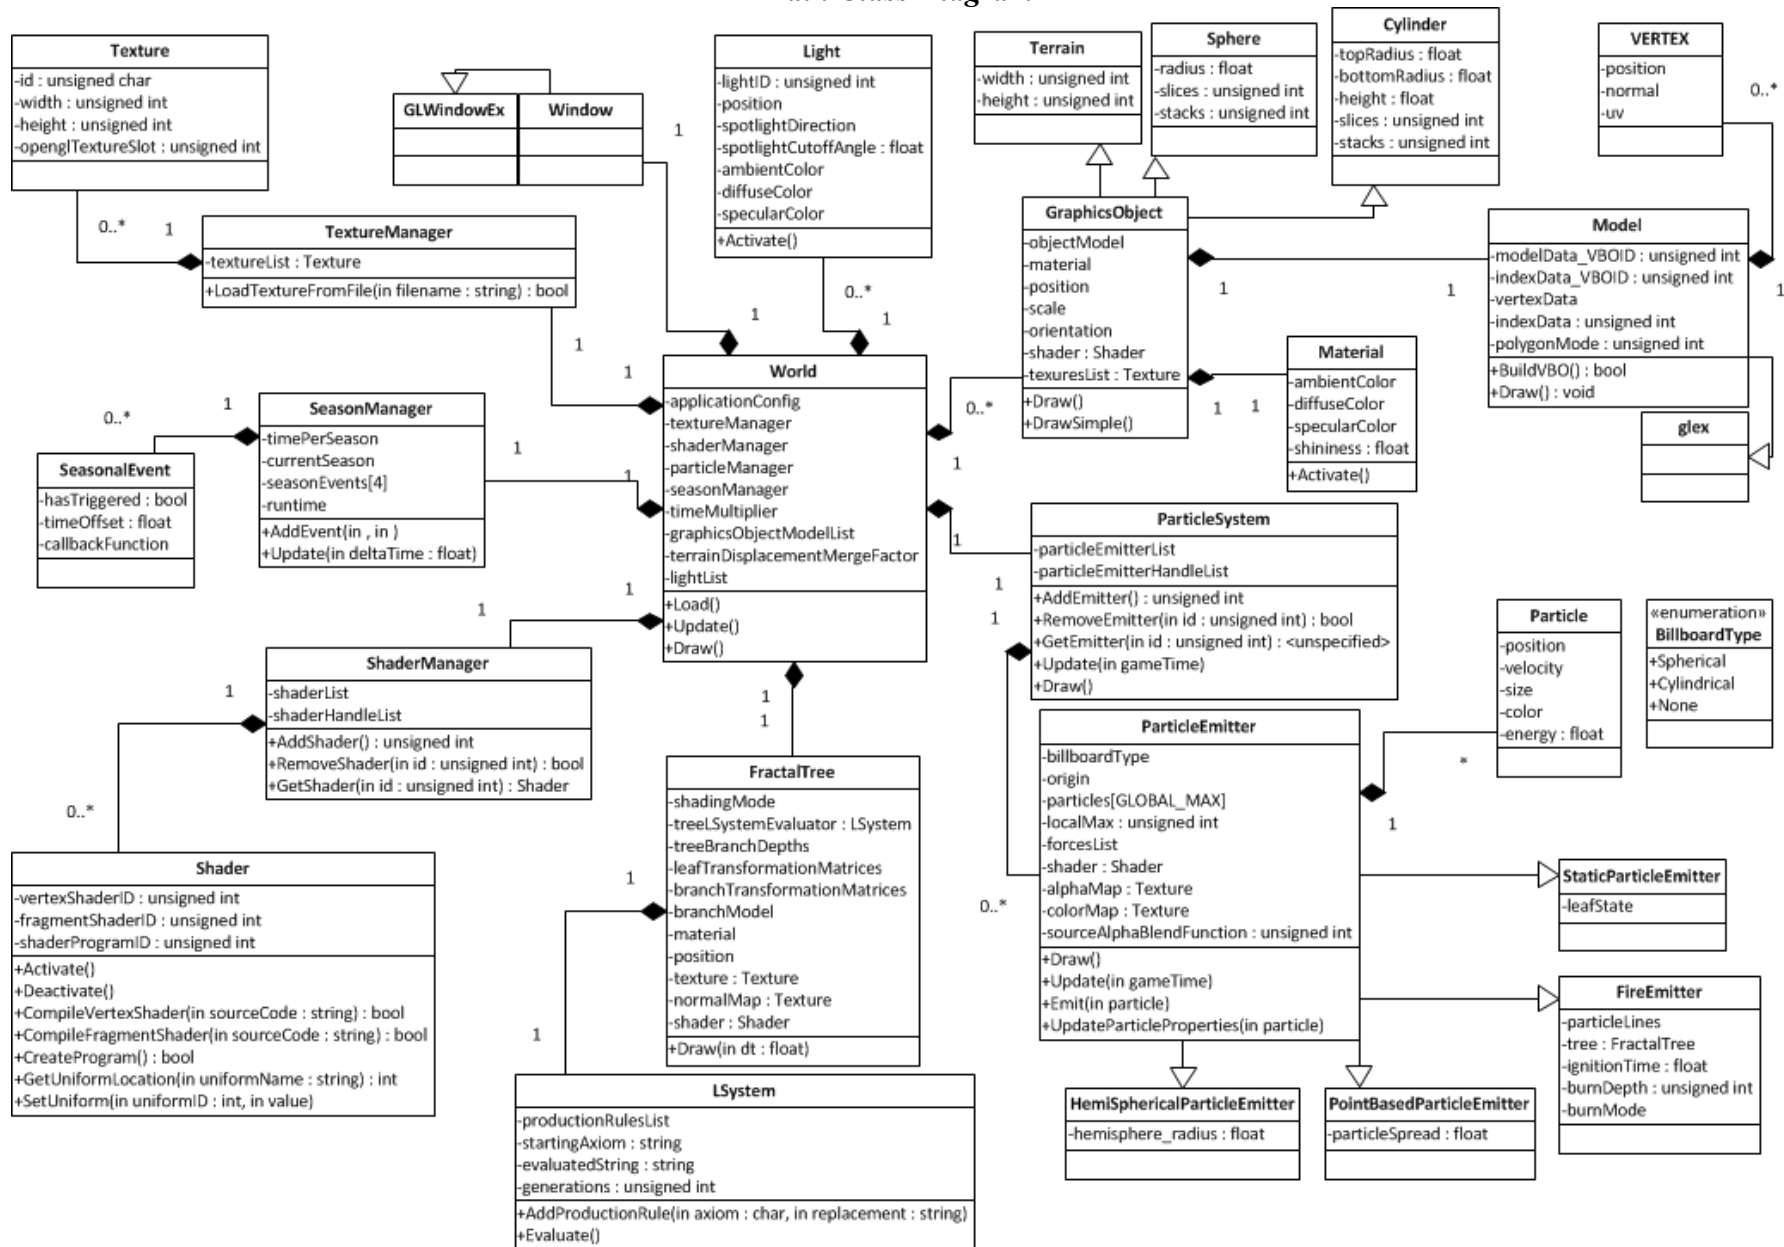 Texture
-id : unsigned char
-width : unsigned int
-height : unsigned int
-openglTextureSlot : unsigned int
GLWindowEx
Window
1
Light
-lightID : unsigned int
-position
-spotlightDirection
-spotlightCutoffAngle : float
-ambientColor
-diffuseColor
-specularColor
+Activate()
Terrain
-width : unsigned int
-height : unsigned int
Sphere
-radius : float
-slices : unsigned int
-stacks : unsigned int
Cylinder
-topRadius : float
-bottomRadius : float
-height : float
-slices : unsigned int
-stacks : unsigned int
VERTEX
-position
-normal
-uv
0..*
0..*
1
TextureManager
-textureList : Texture
+LoadTextureFromFile(in filename : string) : bool
1
1
1
0..*
1
GraphicsObject
-objectModel
-material
-position
-scale
-orientation
-shader : Shader
-texuresList : Texture
+Draw()
+DrawSimple()
1
1
Model
-modelData_VBOID : unsigned int
-indexData_VBOID : unsigned int
-vertexData
-indexData : unsigned int
-polygonMode : unsigned int
+BuildVBO() : bool
+Draw() : void
1
Material
-ambientColor
-diffuseColor
-specularColor
-shininess : float
+Activate()
1
1
glex
World
-applicationConfig
-textureManager
-shaderManager
-particleManager
-seasonManager
-timeMultiplier
-graphicsObjectModelList
-terrainDisplacementMergeFactor
-lightList
+Load()
+Update()
+Draw()
0..*
1
1
SeasonManager
-timePerSeason
-currentSeason
-seasonEvents[4]
-runtime
+AddEvent(in , in )
+Update(in deltaTime : float)
0..*
1
1
1
SeasonalEvent
-hasTriggered : bool
-timeOffset : float
-callbackFunction
ParticleSystem
-particleEmitterList
-particleEmitterHandleList
+AddEmitter() : unsigned int
+RemoveEmitter(in id : unsigned int) : bool
+GetEmitter(in id : unsigned int) : <unspecified>
+Update(in gameTime)
+Draw()
1
1
Particle
-position
-velocity
-size
-color
-energy : float
«enumeration»
BillboardType
+Spherical
+Cylindrical
+None
1
1
ShaderManager
-shaderList
-shaderHandleList
+AddShader() : unsigned int
+RemoveShader(in id : unsigned int) : bool
+GetShader(in id : unsigned int) : Shader
1
0..*
1
1
FractalTree
-shadingMode
-treeLSystemEvaluator : LSystem
-treeBranchDepths
-leafTransformationMatrices
-branchTransformationMatrices
-branchModel
-material
-position
-texture : Texture
-normalMap : Texture
-shader : Shader
+Draw(in dt : float)
1
1
ParticleEmitter
-billboardType
-origin
-particles[GLOBAL_MAX]
-localMax : unsigned int
-forcesList
-shader : Shader
-alphaMap : Texture
-colorMap : Texture
-sourceAlphaBlendFunction : unsigned int
+Draw()
+Update(in gameTime)
+Emit(in particle)
+UpdateParticleProperties(in particle)
0..*
*
1
StaticParticleEmitter
-leafState
FireEmitter
-particleLines
-tree : FractalTree
-ignitionTime : float
-burnDepth : unsigned int
-burnMode
HemiSphericalParticleEmitter
-hemisphere_radius : float
PointBasedParticleEmitter
-particleSpread : float
Shader
-vertexShaderID : unsigned int
-fragmentShaderID : unsigned int
-shaderProgramID : unsigned int
+Activate()
+Deactivate()
+CompileVertexShader(in sourceCode : string) : bool
+CompileFragmentShader(in sourceCode : string) : bool
+CreateProgram() : bool
+GetUniformLocation(in uniformName : string) : int
+SetUniform(in uniformID : int, in value)
LSystem
-productionRulesList
-startingAxiom : string
-evaluatedString : string
-generations : unsigned int
+AddProductionRule(in axiom : char, in replacement : string)
+Evaluate()